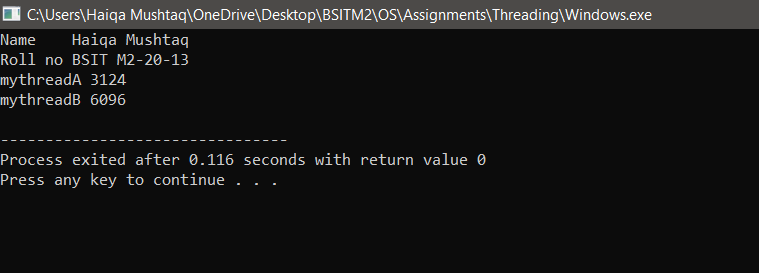 C:\Users\Haiqa Mushtaq\OneDrive\Desktop\BSITM2\OS\Assignments\Threading\Windows.exe
Name    Haiqa Mushtaq
Roll no BSIT M2-20-13
mythreadA 3124
mythreadB 6096
--------------------------------
Process exited after 0.116 seconds with return value 0
Press any key to continue . . .